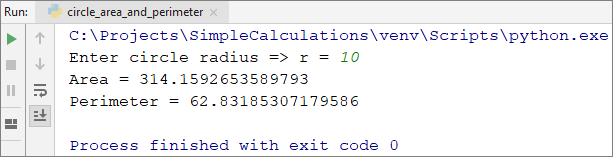 Run: circle_area_and_perimeter ×
C:\Projects\SimpleCalculations\venv\Scripts\python.exe
Enter circle radius => r = 10
Area = 314.1592653589793
Perimeter = 62.83185307179586
Process finished with exit code 0